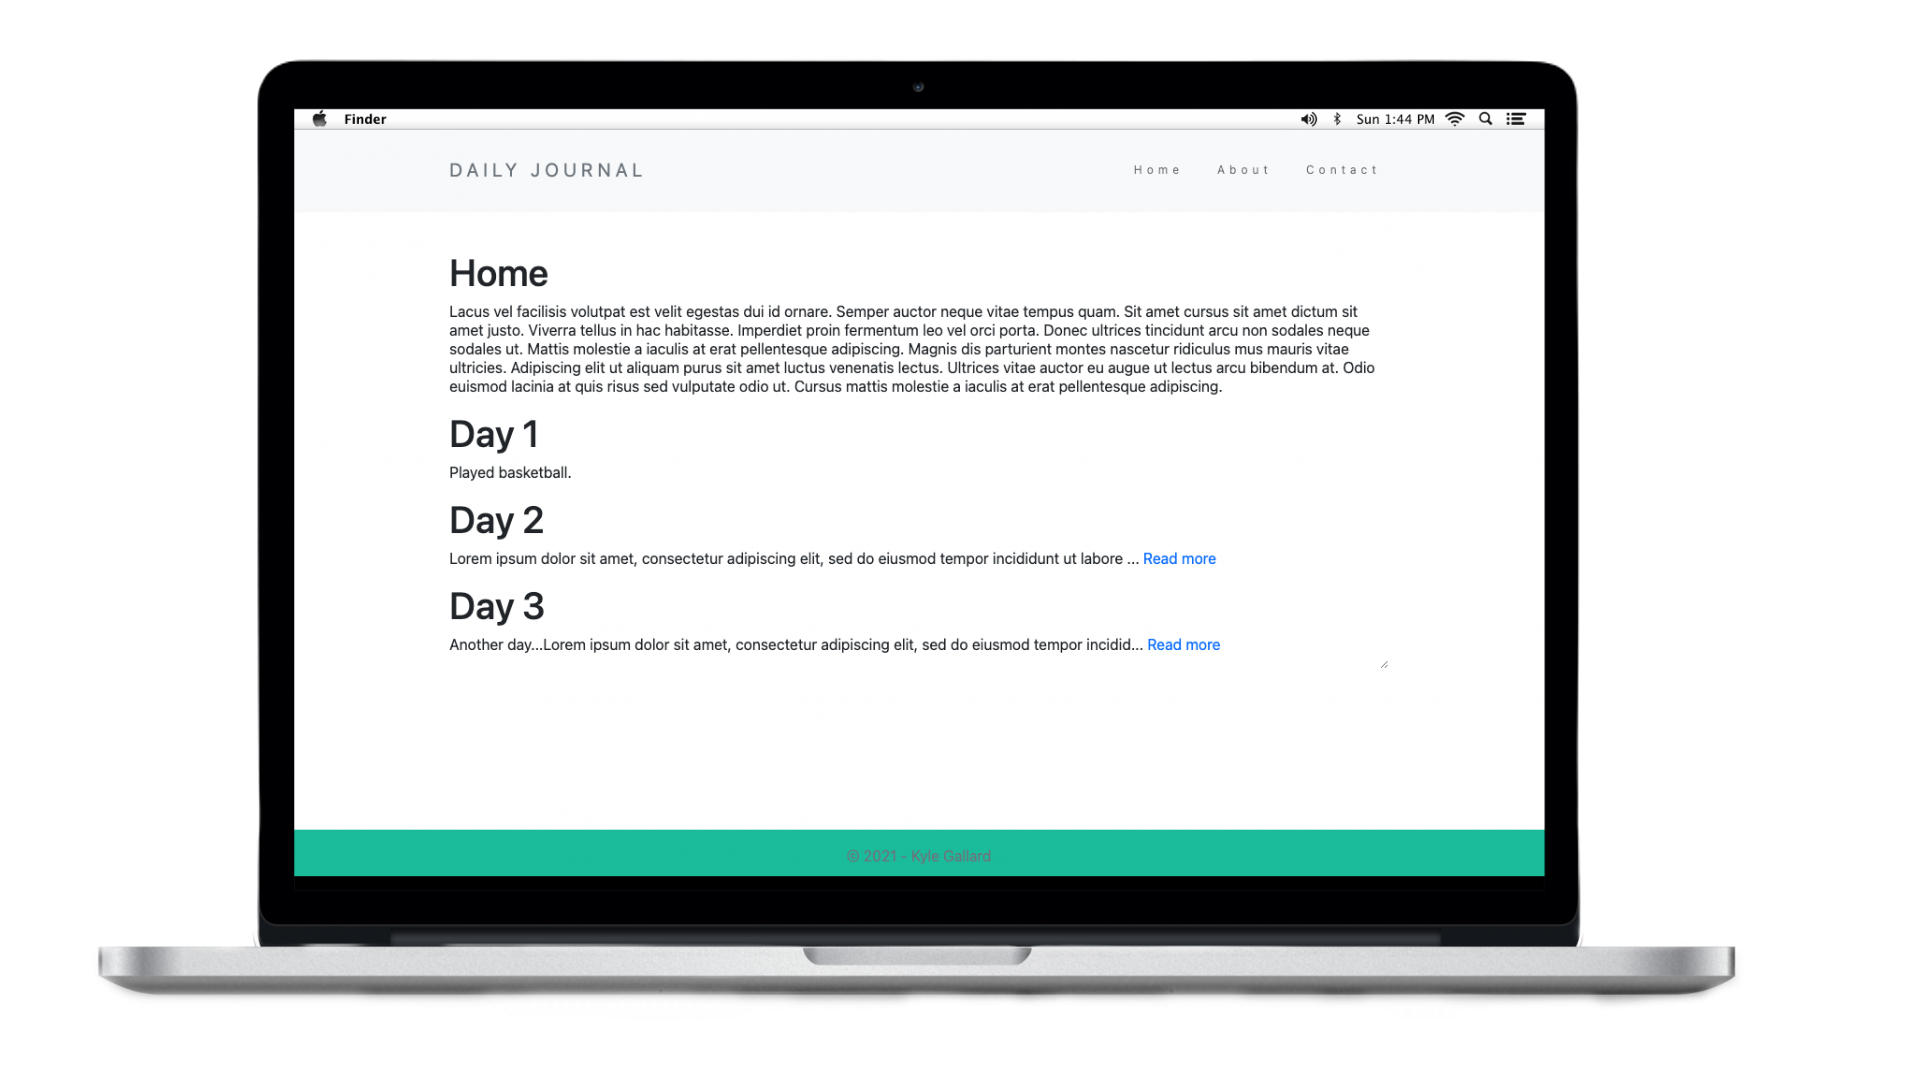 Finder
Sun 1:44 PM
DAILY JOURNAL
Home About Contact
Home
Lacus vel facilisis volutpat est velit egestas dui id ornare. Semper auctor neque vitae tempus quam. Sit amet cursus sit amet dictum sit
amet justo. Viverra tellus in hac habitasse. Imperdiet proin fermentum leo vel orci porta. Donec ultrices tincidunt arcu non sodales neque
sodales ut. Mattis molestie a iaculis at erat pellentesque adipiscing. Magnis dis parturient montes nascetur ridiculus mus mauris vitae
ultricies. Adipiscing elit ut aliquam purus sit amet luctus venenatis lectus. Ultrices vitae auctor eu augue ut lectus arcu bibendum at. Odio
euismod lacinia at quis risus sed vulputate odio ut. Cursus mattis molestie a iaculis at erat pellentesque adipiscing.
Day 1
Played basketball.
Day 2
Lorem ipsum dolor sit amet, consectetur adipiscing elit, sed do eiusmod tempor incididunt ut labore ... Read more
Day 3
Another day...Lorem ipsum dolor sit amet, consectetur adipiscing elit, sed do eiusmod tempor incidid... Read more
© 2021 - Kyle Gallard